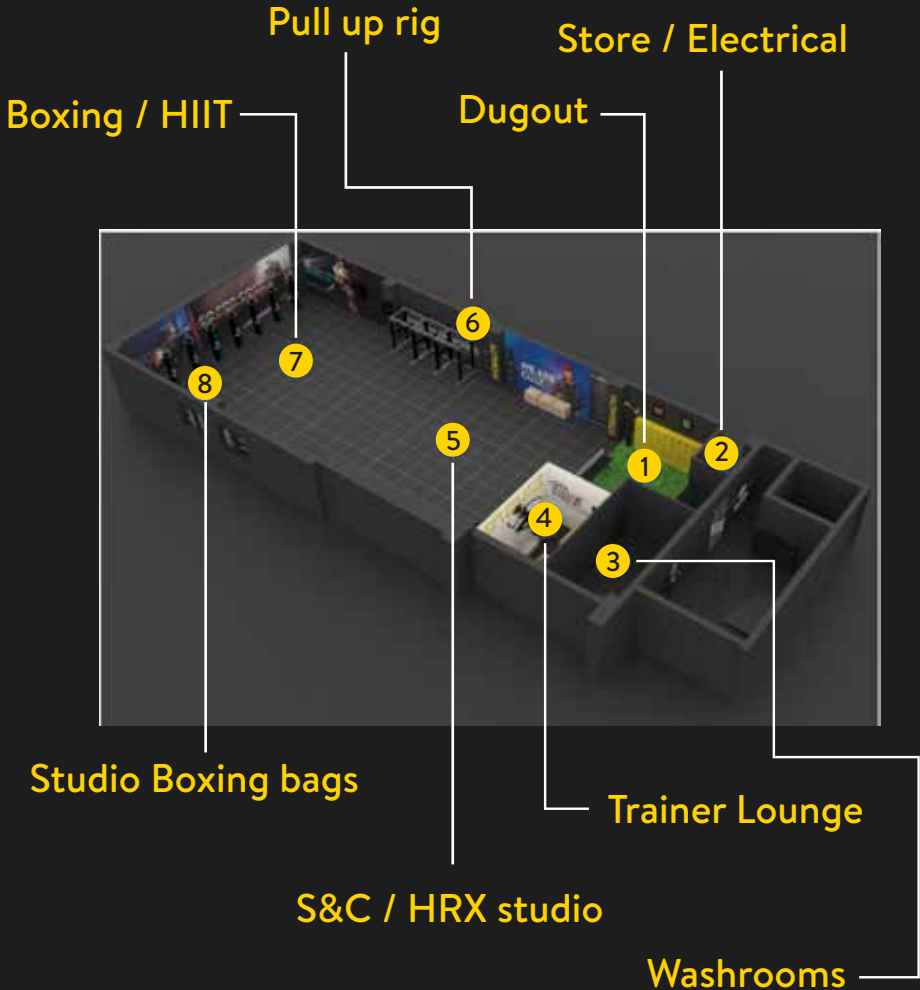 Pull up rig
Store / Electrical
Boxing / HIIT
Dugout
6
7
8
5
2
1
4
3
Studio Boxing bags
Trainer Lounge
S&C / HRX studio
Washrooms